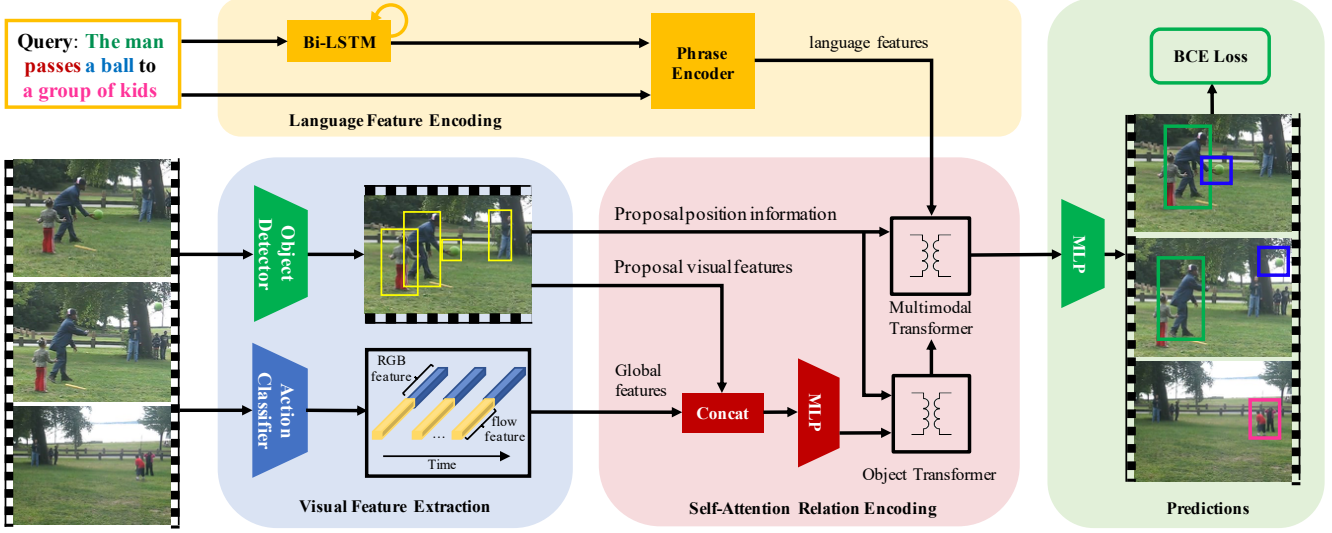 Query: The man
passes a ball to
a group of kids
Bi-LSTM
Phrase
Encoder
language features
Language Feature Encoding
BCE Loss
Object
Detector
Action
Classifier
RGB
feature
...
flow
feature
Time
Visual Feature Extraction
Proposal position information
Proposal visual features
Global
features
Concat
MLP
Multimodal
Transformer
Object Transformer
Self-Attention Relation Encoding
MLP
Predictions